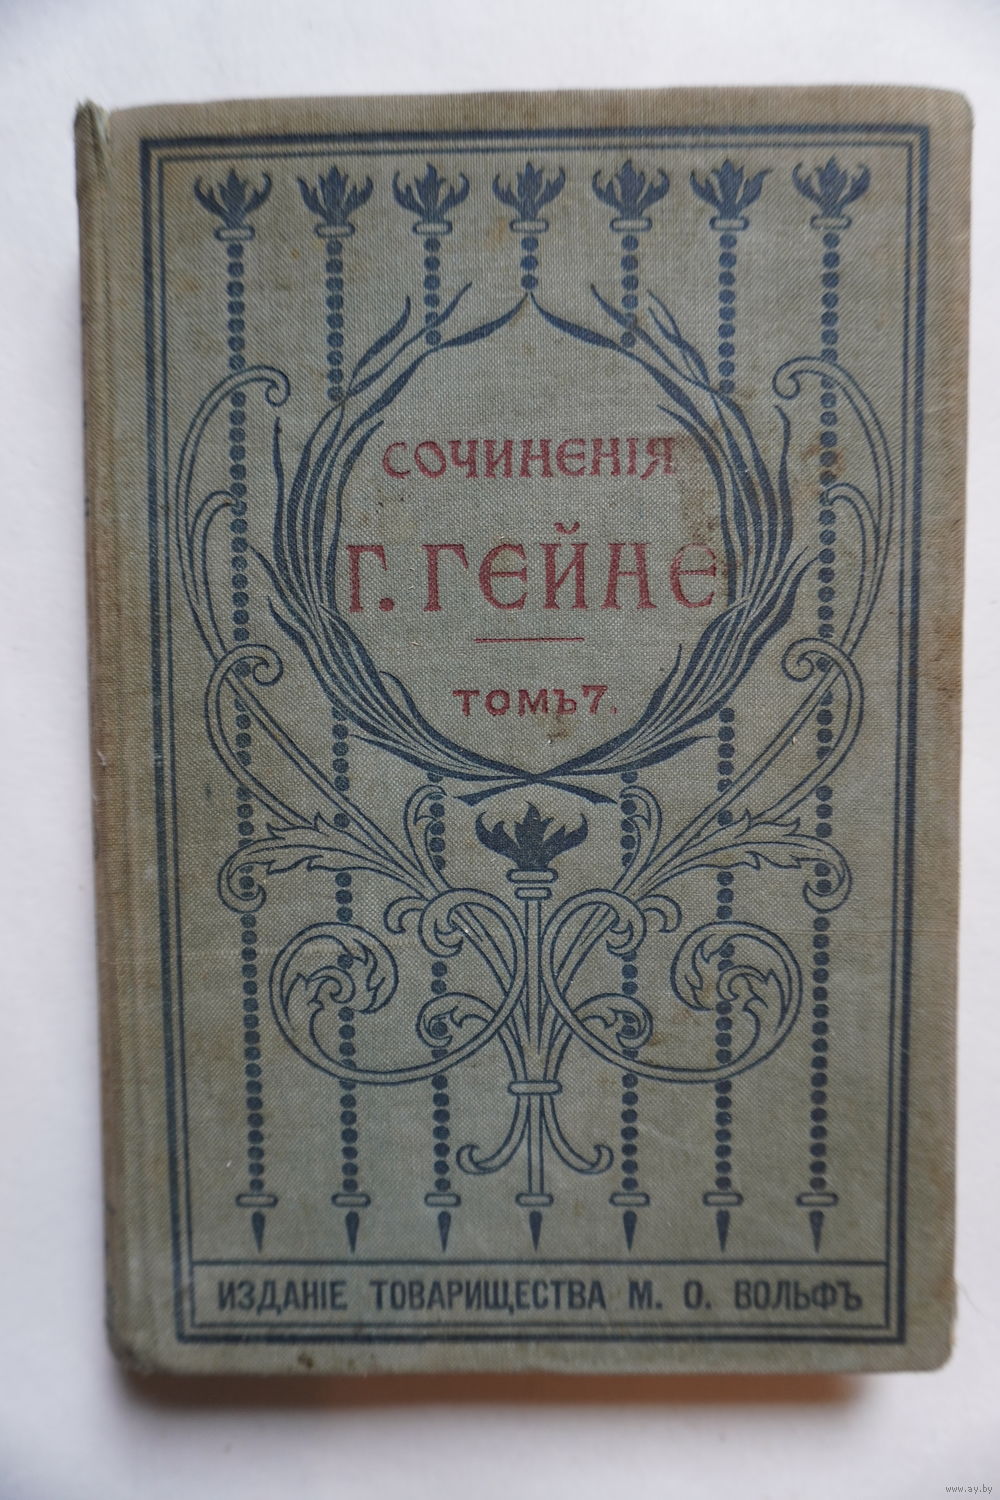 СОЧИНЕНІЯ
Г. ГЕЙНЕ
ТОМЪ 7.
ИЗДАНІЕ ТОВАРИЩЕСТВА М. О. ВОЛЬФЪ
www.ay.by